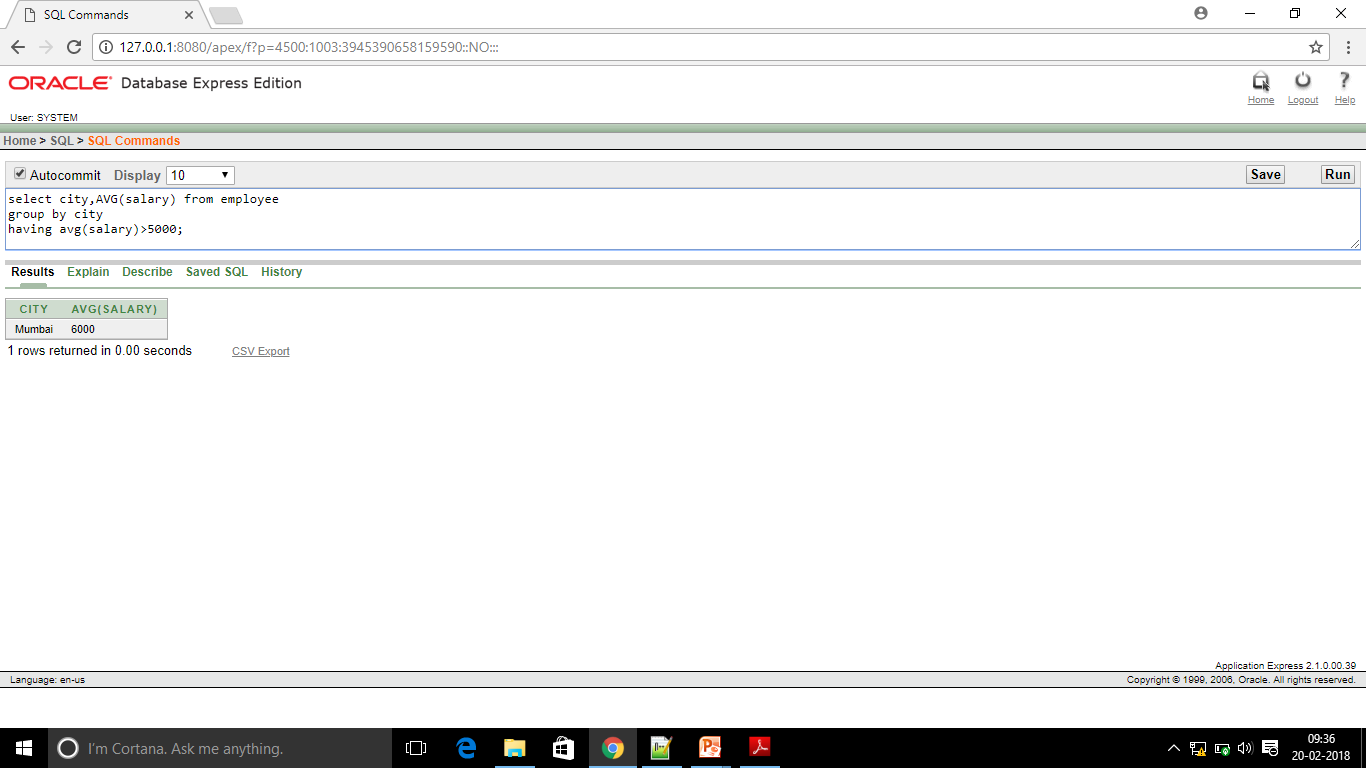 SQL Commands
127.0.0.1:8080/apex/f?p=4500:1003:3945390658159590::NO:::
ORACLE Database Express Edition
Home Logout Help
User: SYSTEM
Home > SQL > SQL Commands
Autocommit Display 10 Save Run
select city,AVG(salary) from employee
group by city
having avg(salary)>5000;
Results Explain Describe Saved SQL History
CITY AVG(SALARY)
Mumbai 6000
1 rows returned in 0.00 seconds CSV Export
Application Express 2.1.0.00.39
Language: en-us Copyright © 1999, 2006, Oracle. All rights reserved.
I'm Cortana. Ask me anything.
09:36
20-02-2018